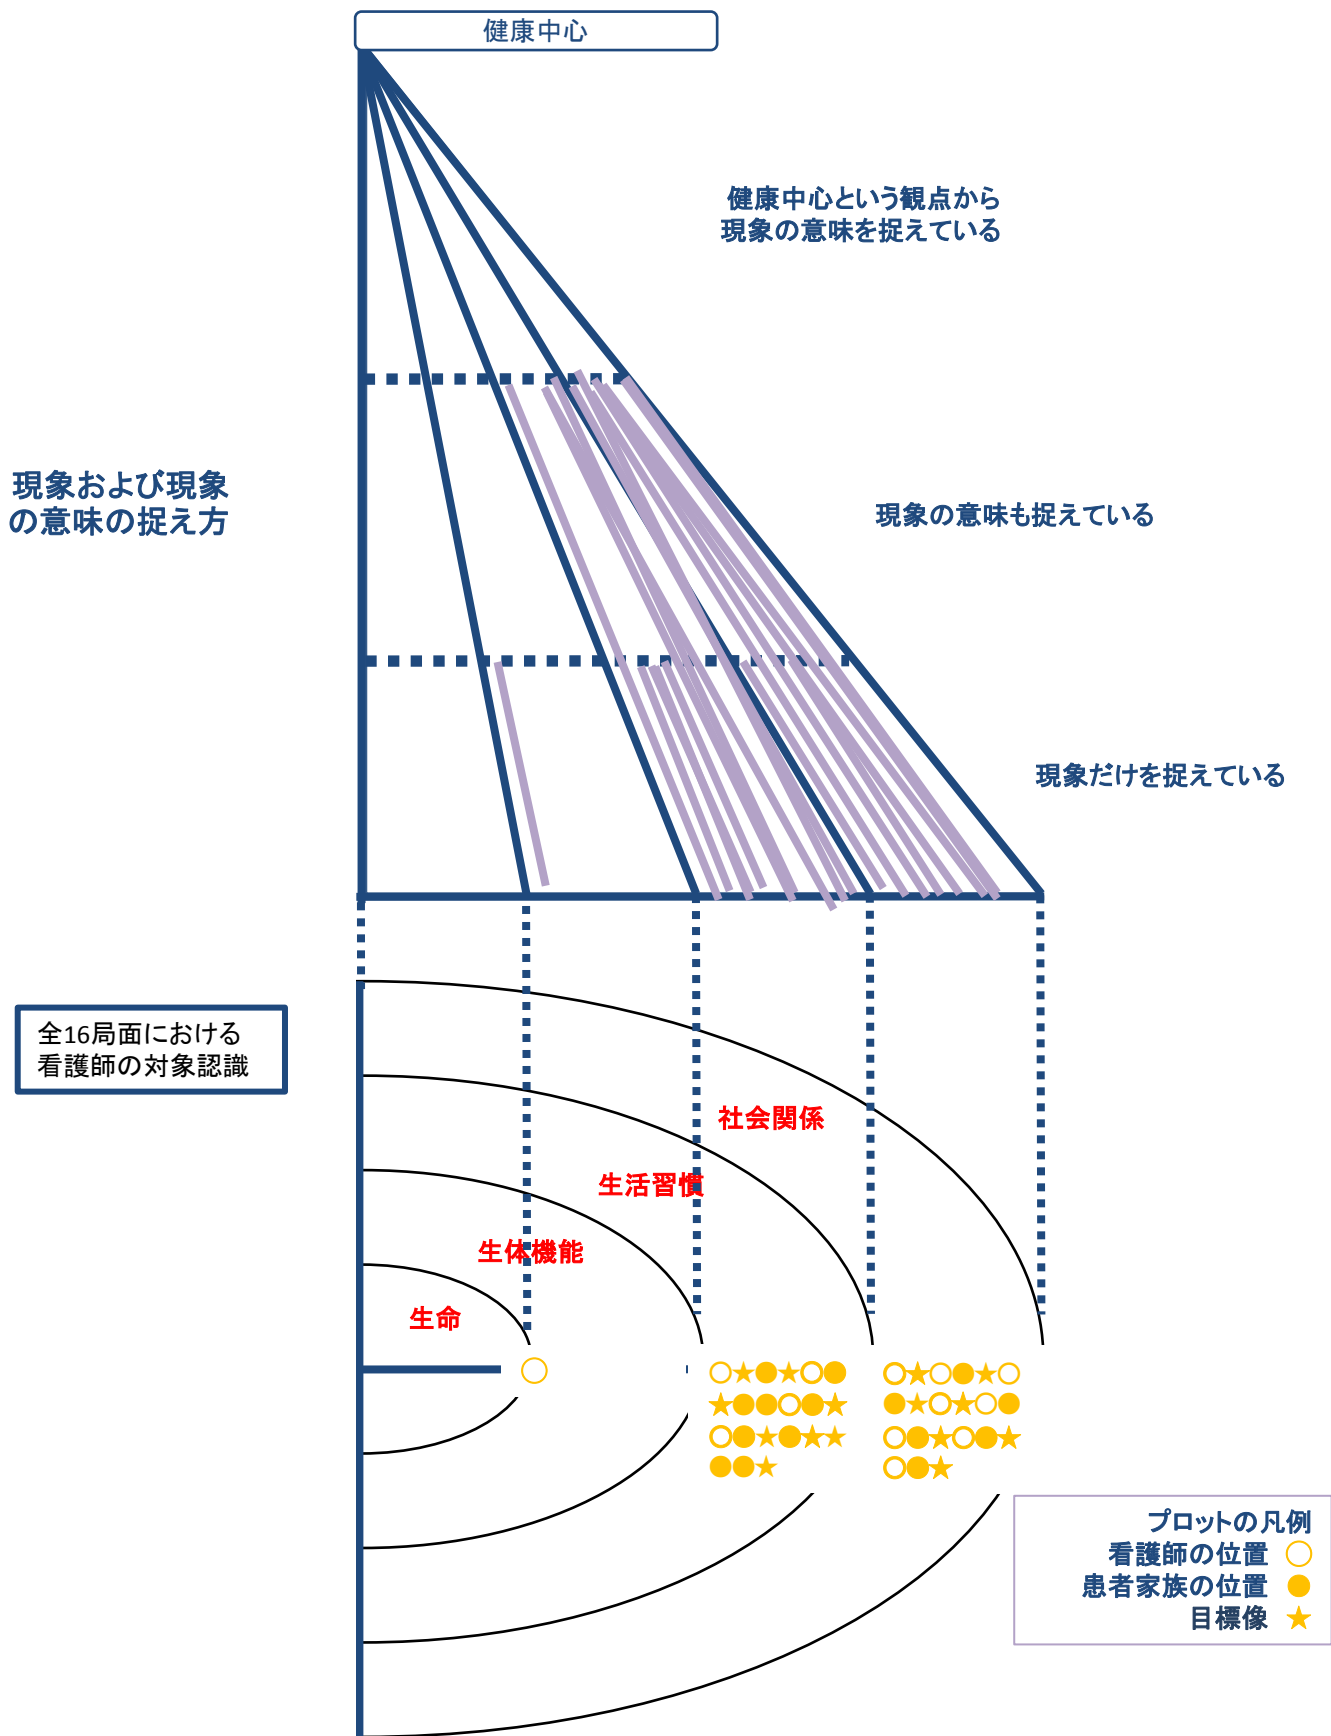 健康中心
健康中心という観点から
現象の意味を捉えている
現象および現象
の意味の捉え方
現象の意味も捉えている
現象だけを捉えている
全16局面における
看護師の対象認識
社会関係
生活習慣
生体機能
生命
プロットの凡例
看護師の位置
患者家族の位置
目標像